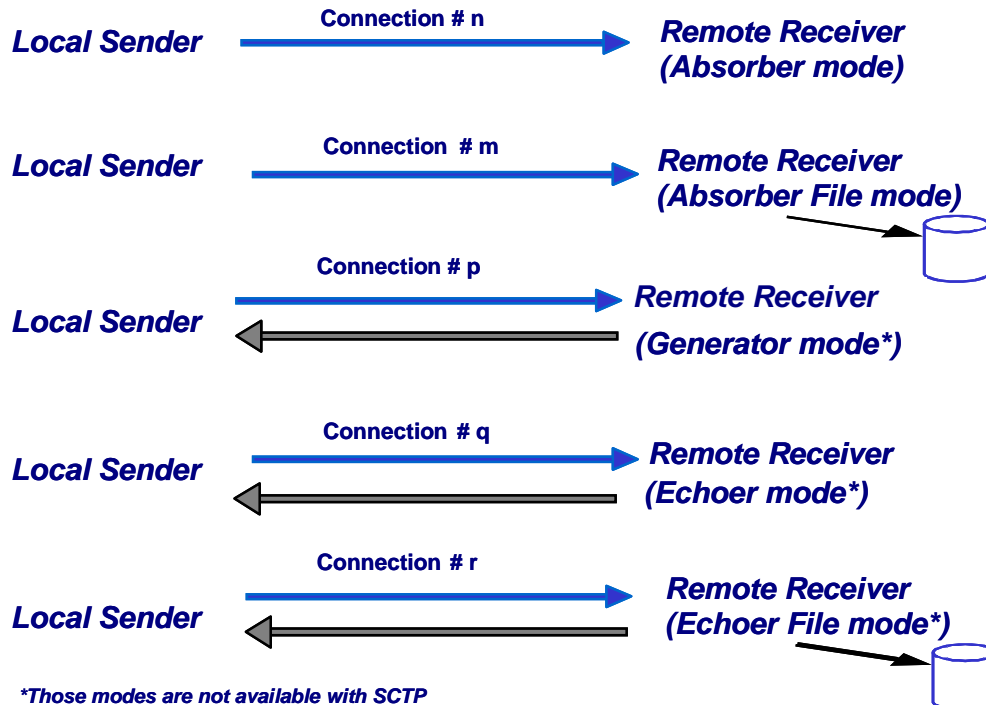 Connection # n
Local Sender
Remote Receiver
(Absorber mode)
Connection # m
Local Sender
Remote Receiver
(Absorber File mode)
Connection # p
Local Sender
Remote Receiver
(Generator mode*)
Connection # q
Local Sender
Remote Receiver
(Echoer mode*)
Connection # r
Local Sender
Remote Receiver
(Echoer File mode*)
*Those modes are not available with SCTP